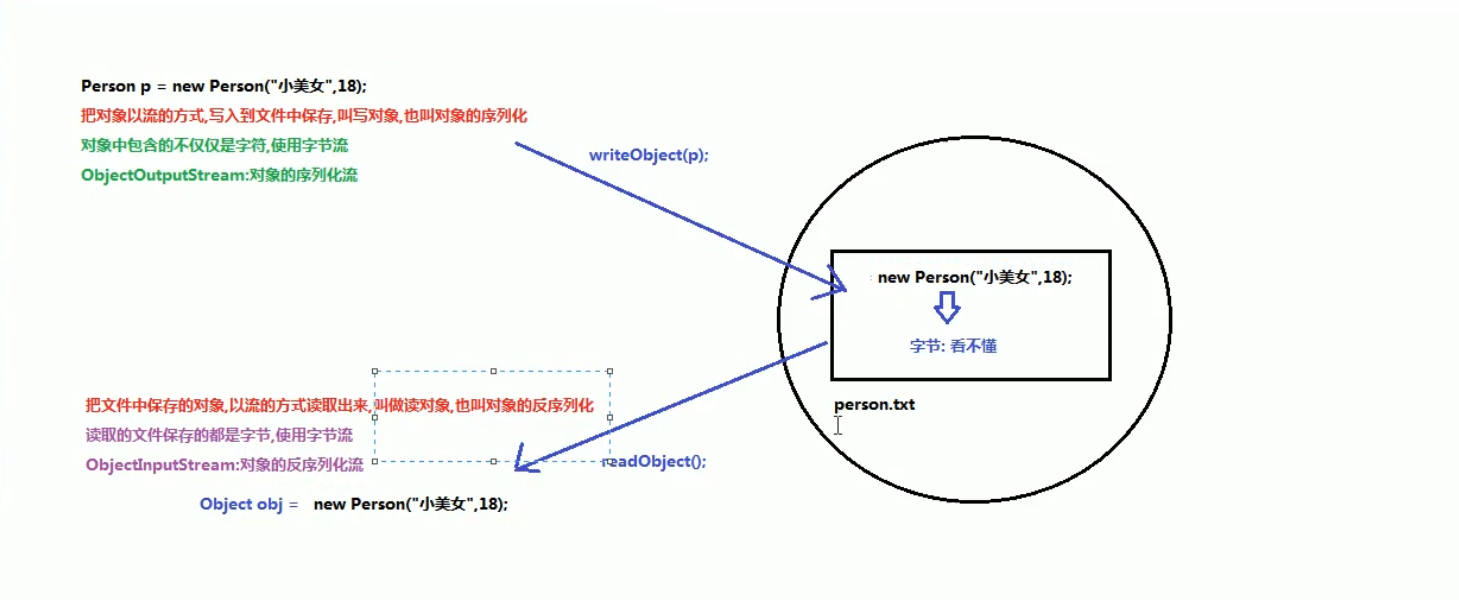 Person p = new Person("小美女",18);
把对象以流的方式,写入到文件中保存,叫写对象,也叫对象的序列化
对象中包含的不仅仅是字符,使用字节流
ObjectOutputStream:对象的序列化流
writeObject(p);
new Person("小美女",18);
字节: 看不懂
person.txt
把文件中保存的对象,以流的方式读取出来,叫做读对象,也叫对象的反序列化
读取的文件保存的都是字节,使用字节流
ObjectInputStream:对象的反序列化流
readObject();
Object obj = new Person("小美女",18);